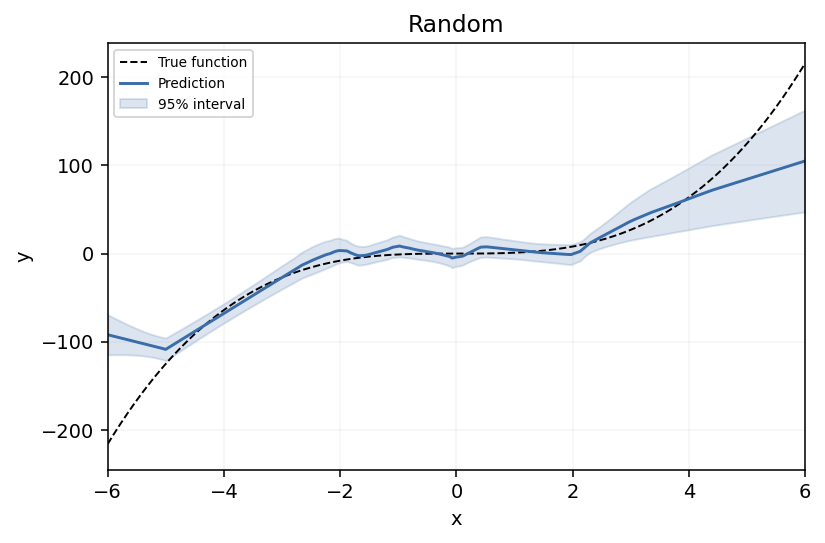 Random
True function
Prediction
95% interval
200
100
0
−100
−200
y
−6
−4
−2
0
2
4
6
x